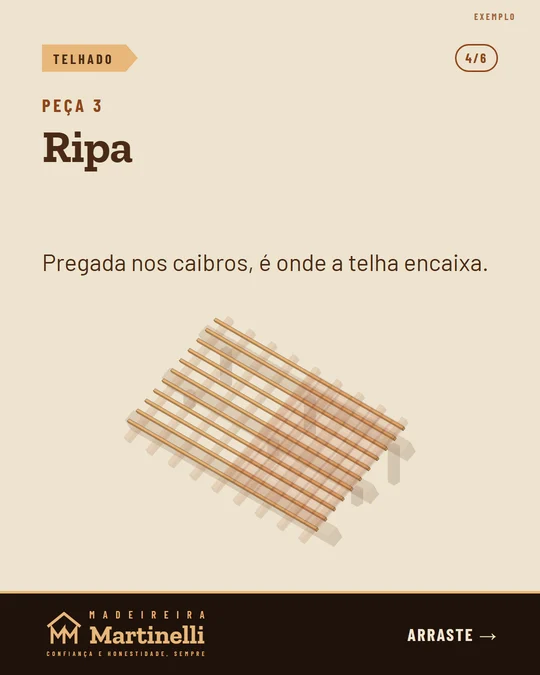 EXEMPLO
TELHADO
4/6
PEÇA 3
Ripa
Pregada nos caibros, é onde a telha encaixa.
MADEIREIRA
Martinelli
CONFIANÇA E HONESTIDADE, SEMPRE
ARRASTE →